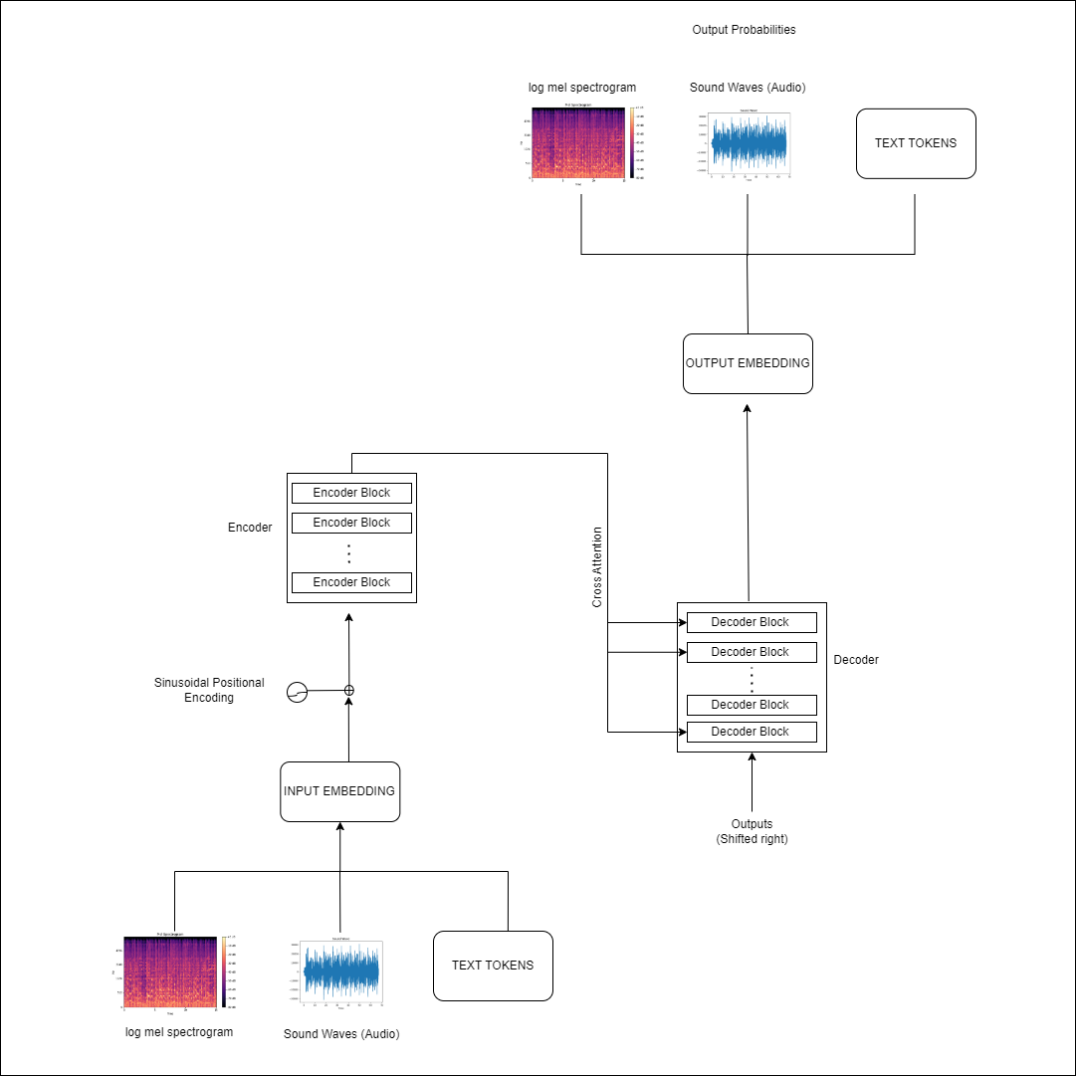 Output Probabilities
log mel spectrogram
Sound Waves (Audio)
TEXT TOKENS
OUTPUT EMBEDDING
Encoder Block
Encoder Block
Encoder Block
Encoder
Cross Attention
Decoder Block
Decoder Block
Decoder Block
Decoder Block
Decoder
Sinusoidal Positional
Encoding
INPUT EMBEDDING
Outputs
(Shifted right)
TEXT TOKENS
log mel spectrogram
Sound Waves (Audio)